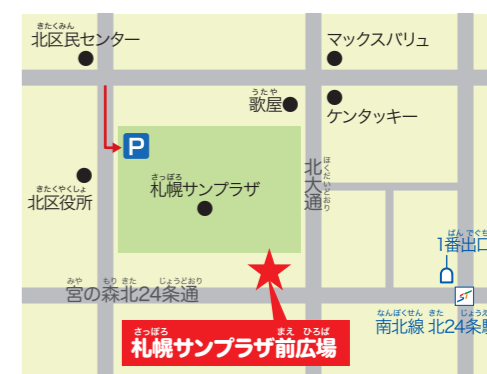 きたくみん
北区民センター
マックスバリュ
うたや
歌屋
ケンタッキー
P
さっぽろ
札幌サンプラザ
ほくだいどおり
北大通
きたくやくしょ
北区役所
ばん でぐち
1番出口
みや もり きた じょうどおり
宮の森北24条通
ST
なんぼくせん きた じょうえ
南北線 北24条駅
さっぽろ まえ ひろば
札幌サンプラザ前広場